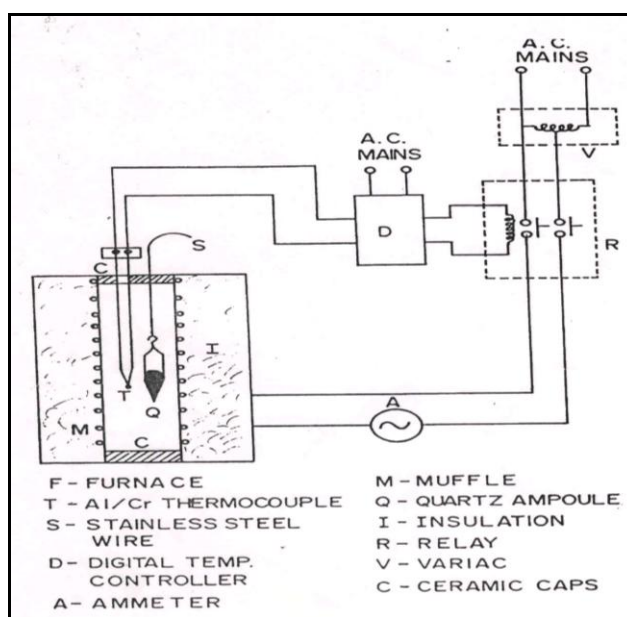 A. C.
MAINS
V
A. C.
MAINS
D
R
S
C
I
T
Q
M
C
A
F - FURNACE
T - Al/Cr THERMOCOUPLE
S - STAINLESS STEEL
WIRE
D - DIGITAL TEMP.
CONTROLLER
A - AMMETER
M - MUFFLE
Q - QUARTZ AMPOULE
I - INSULATION
R - RELAY
V - VARIAC
C - CERAMIC CAPS